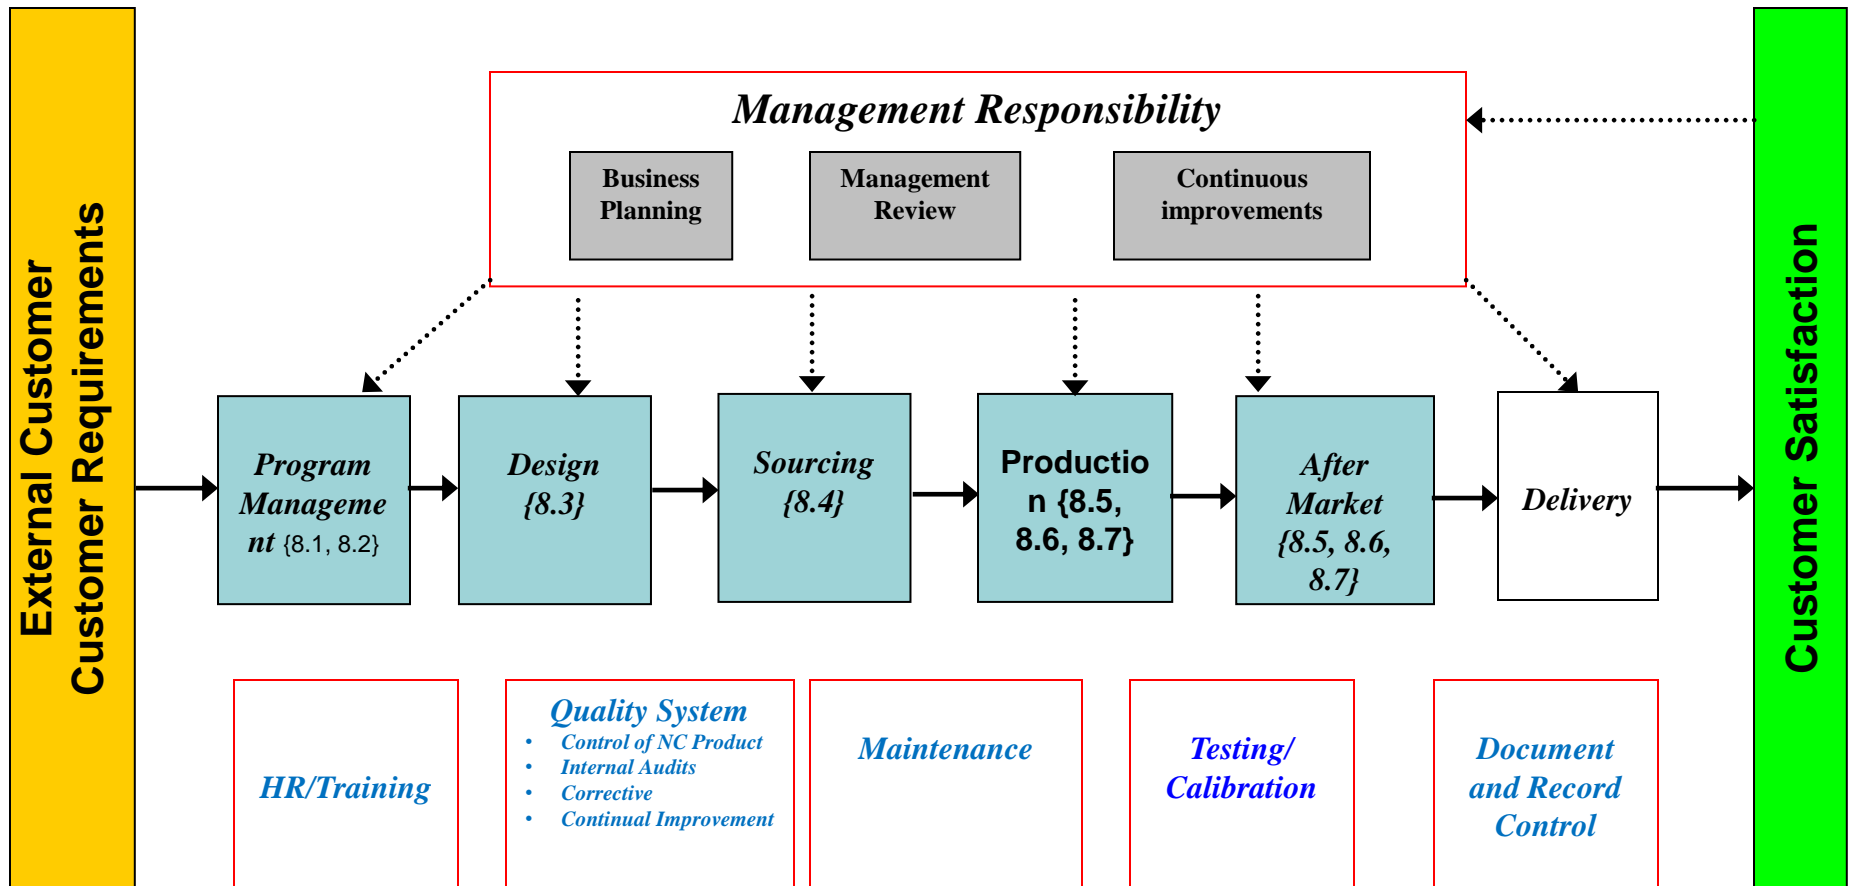 External Customer
Customer Requirements
Management Responsibility
Business
Planning
Management
Review
Continuous
improvements
Program
Manageme
nt {8.1, 8.2}
Design
{8.3}
Sourcing
{8.4}
Productio
n {8.5,
8.6, 8.7}
After
Market
{8.5, 8.6,
8.7}
Delivery
Customer Satisfaction
HR/Training
Quality System
• Control of NC Product
• Internal Audits
• Corrective
• Continual Improvement
Maintenance
Testing/
Calibration
Document
and Record
Control